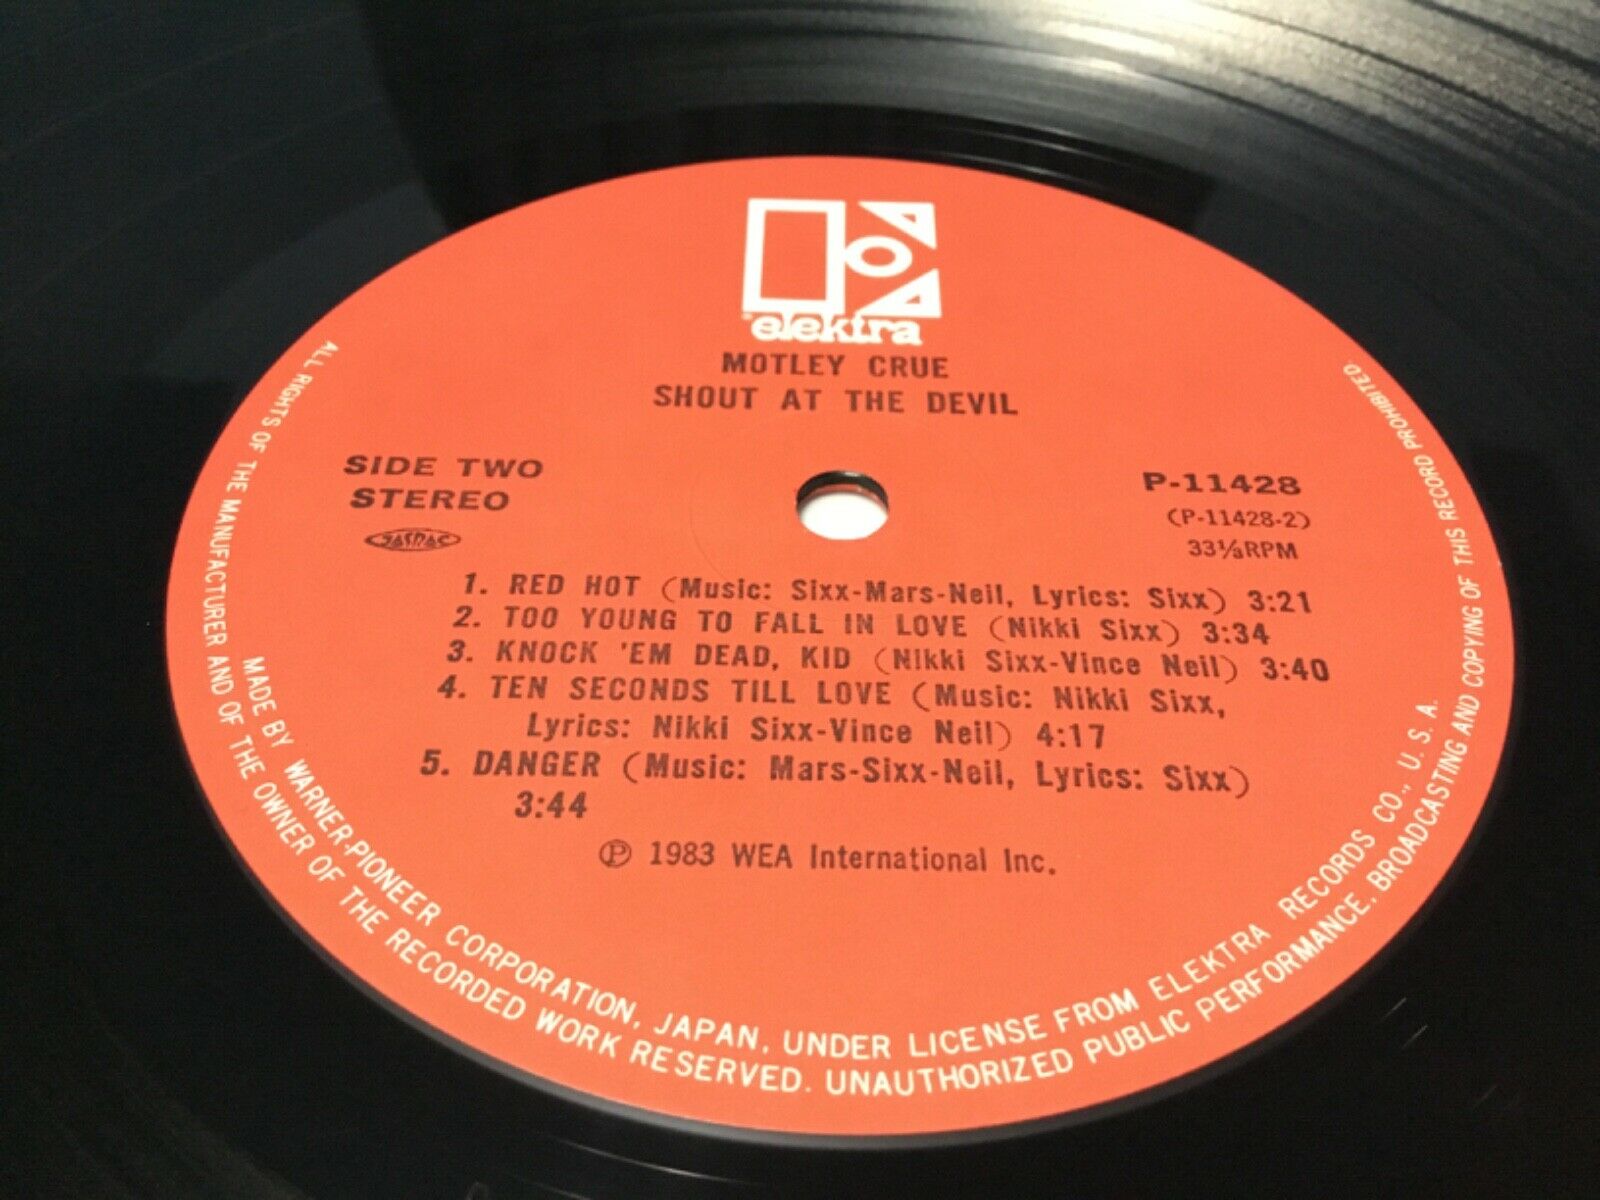 elektra
MOTLEY CRUE
SHOUT AT THE DEVIL
SIDE TWO
STEREO
JASRAC
P-11428
(P-11428-2)
33⅓RPM
1. RED HOT (Music: Sixx-Mars-Neil, Lyrics: Sixx) 3:21
2. TOO YOUNG TO FALL IN LOVE (Nikki Sixx) 3:34
3. KNOCK 'EM DEAD, KID (Nikki Sixx-Vince Neil) 3:40
4. TEN SECONDS TILL LOVE (Music: Nikki Sixx,
Lyrics: Nikki Sixx-Vince Neil) 4:17
5. DANGER (Music: Mars-Sixx-Neil, Lyrics: Sixx)
3:44
Ⓟ 1983 WEA International Inc.
MADE BY WARNER-PIONEER CORPORATION, JAPAN, UNDER LICENSE FROM ELEKTRA RECORDS CO., U. S. A.
ALL RIGHTS OF THE MANUFACTURER AND OF THE OWNER OF THE RECORDED WORK RESERVED. UNAUTHORIZED PUBLIC PERFORMANCE, BROADCASTING AND COPYING OF THIS RECORD PROHIBITED.